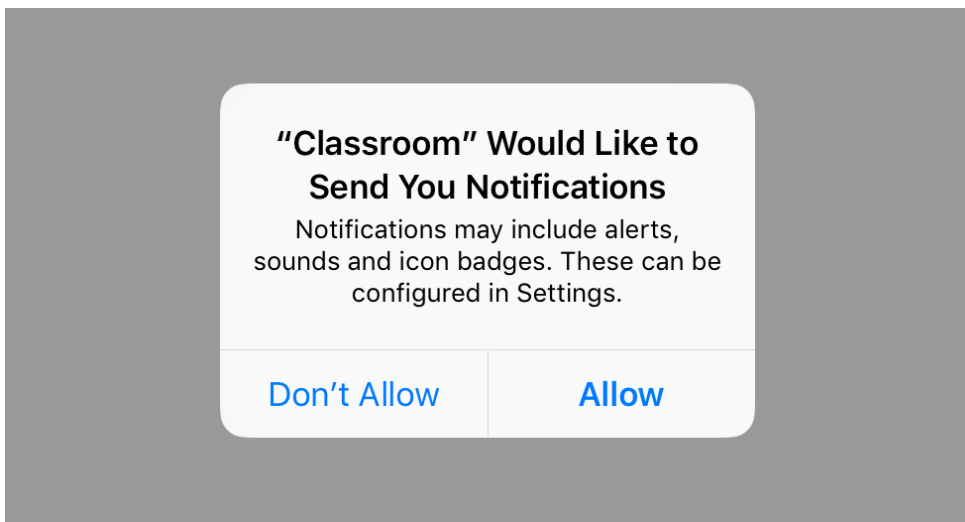 “Classroom” Would Like to
Send You Notifications
Notifications may include alerts,
sounds and icon badges. These can be
configured in Settings.
Don’t Allow
Allow